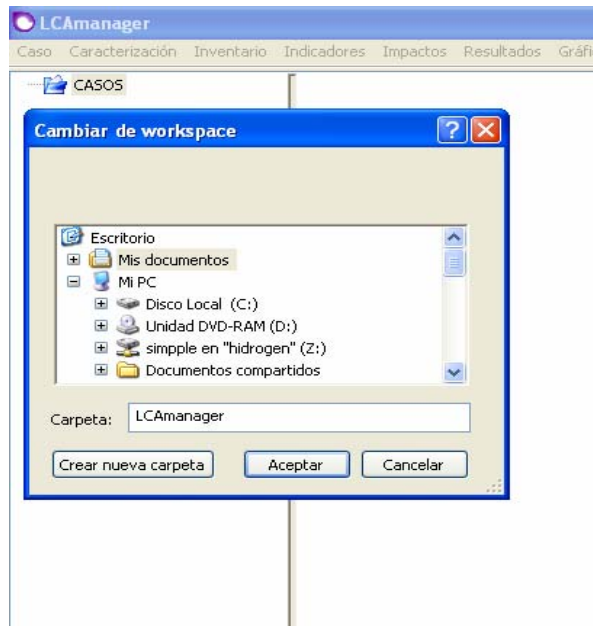 LCAmanager
Caso Caracterización Inventario Indicadores Impactos Resultados Gráfi
CASOS
Cambiar de workspace
Escritorio
Mis documentos
Mi PC
Disco Local (C:)
Unidad DVD-RAM (D:)
simpple en "hidrogen" (Z:)
Documentos compartidos
Carpeta: LCAmanager
Crear nueva carpeta Aceptar Cancelar